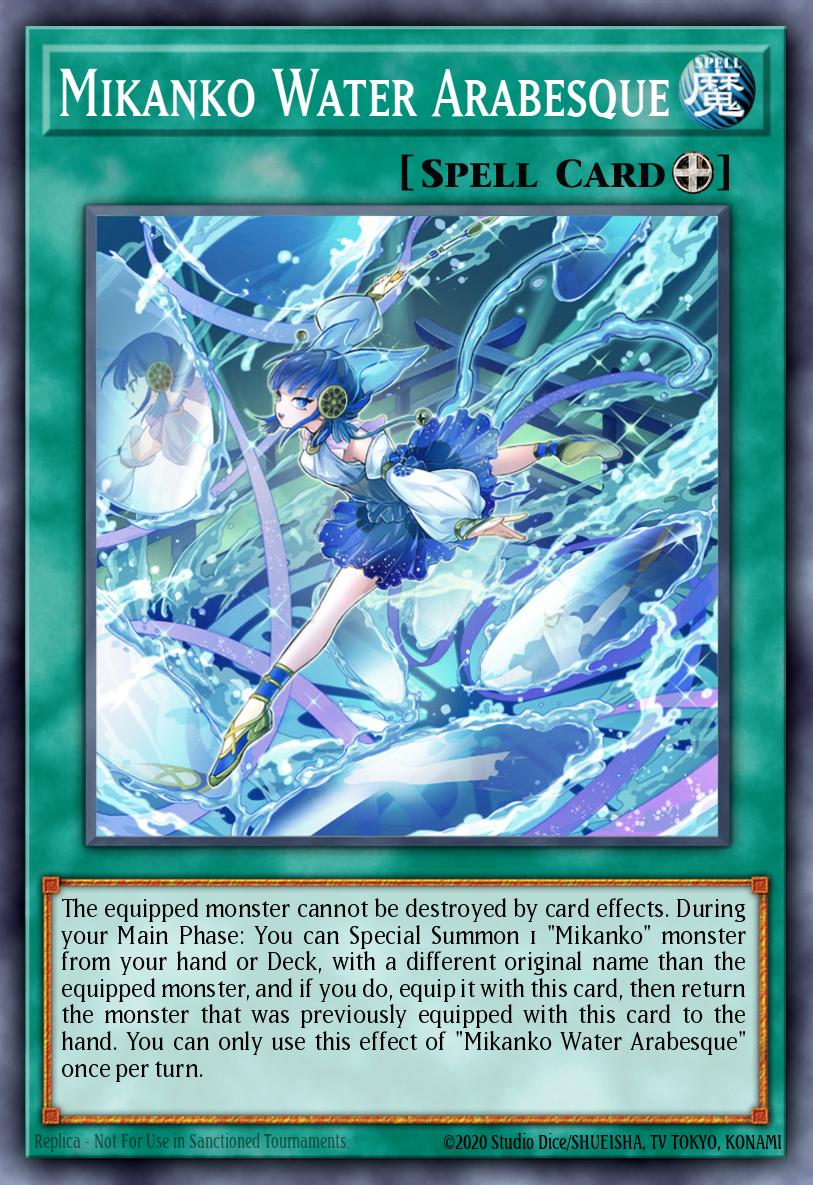 Mikanko Water Arabesque
SPELL
魔
[Spell Card]
The equipped monster cannot be destroyed by card effects. During
your Main Phase: You can Special Summon 1 "Mikanko" monster
from your hand or Deck, with a different original name than the
equipped monster, and if you do, equip it with this card, then return
the monster that was previously equipped with this card to the
hand. You can only use this effect of "Mikanko Water Arabesque"
once per turn.
Replica - Not For Use in Sanctioned Tournaments.
©2020 Studio Dice/SHUEISHA, TV TOKYO, KONAMI